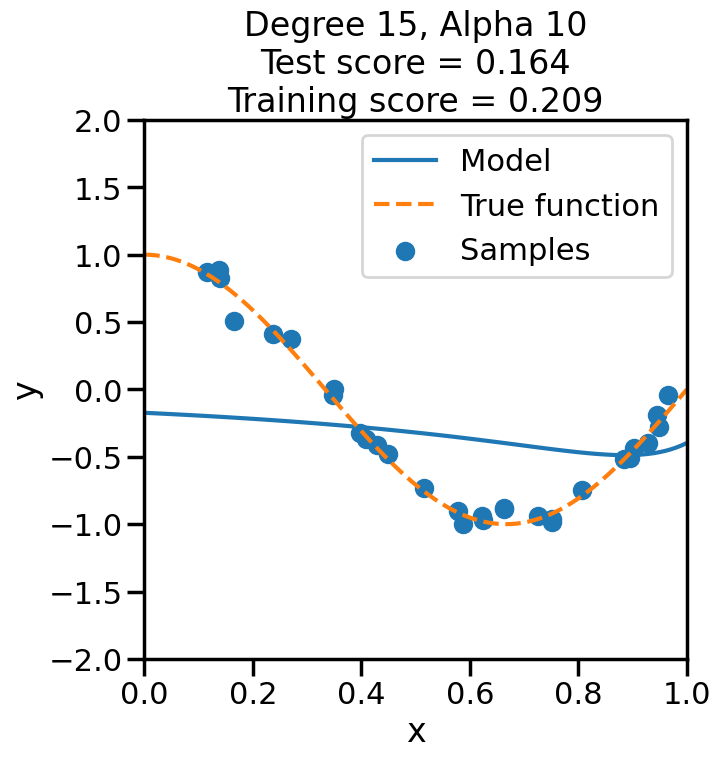 Degree 15, Alpha 10
Test score = 0.164
Training score = 0.209
Model
True function
Samples
2.0
1.5
1.0
0.5
0.0
−0.5
−1.0
−1.5
−2.0
y
0.0 0.2 0.4 0.6 0.8 1.0
x